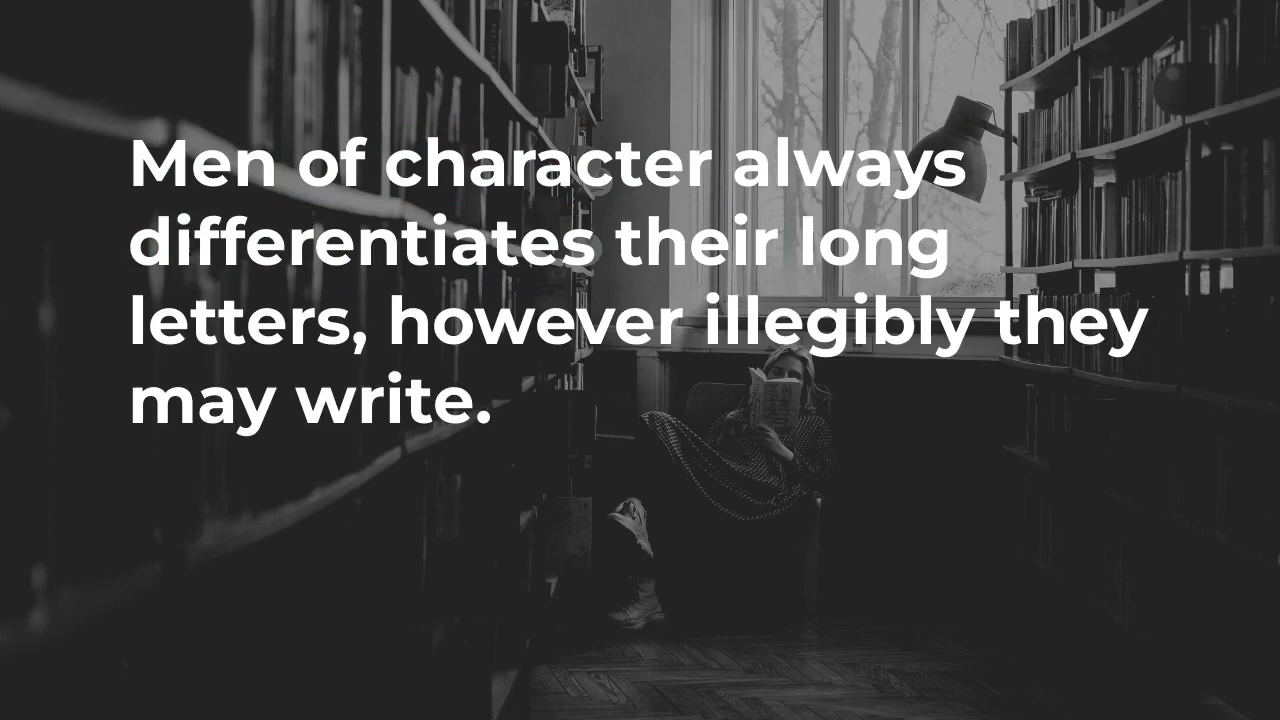 Men of character always
differentiates their long
letters, however illegibly they
may write.